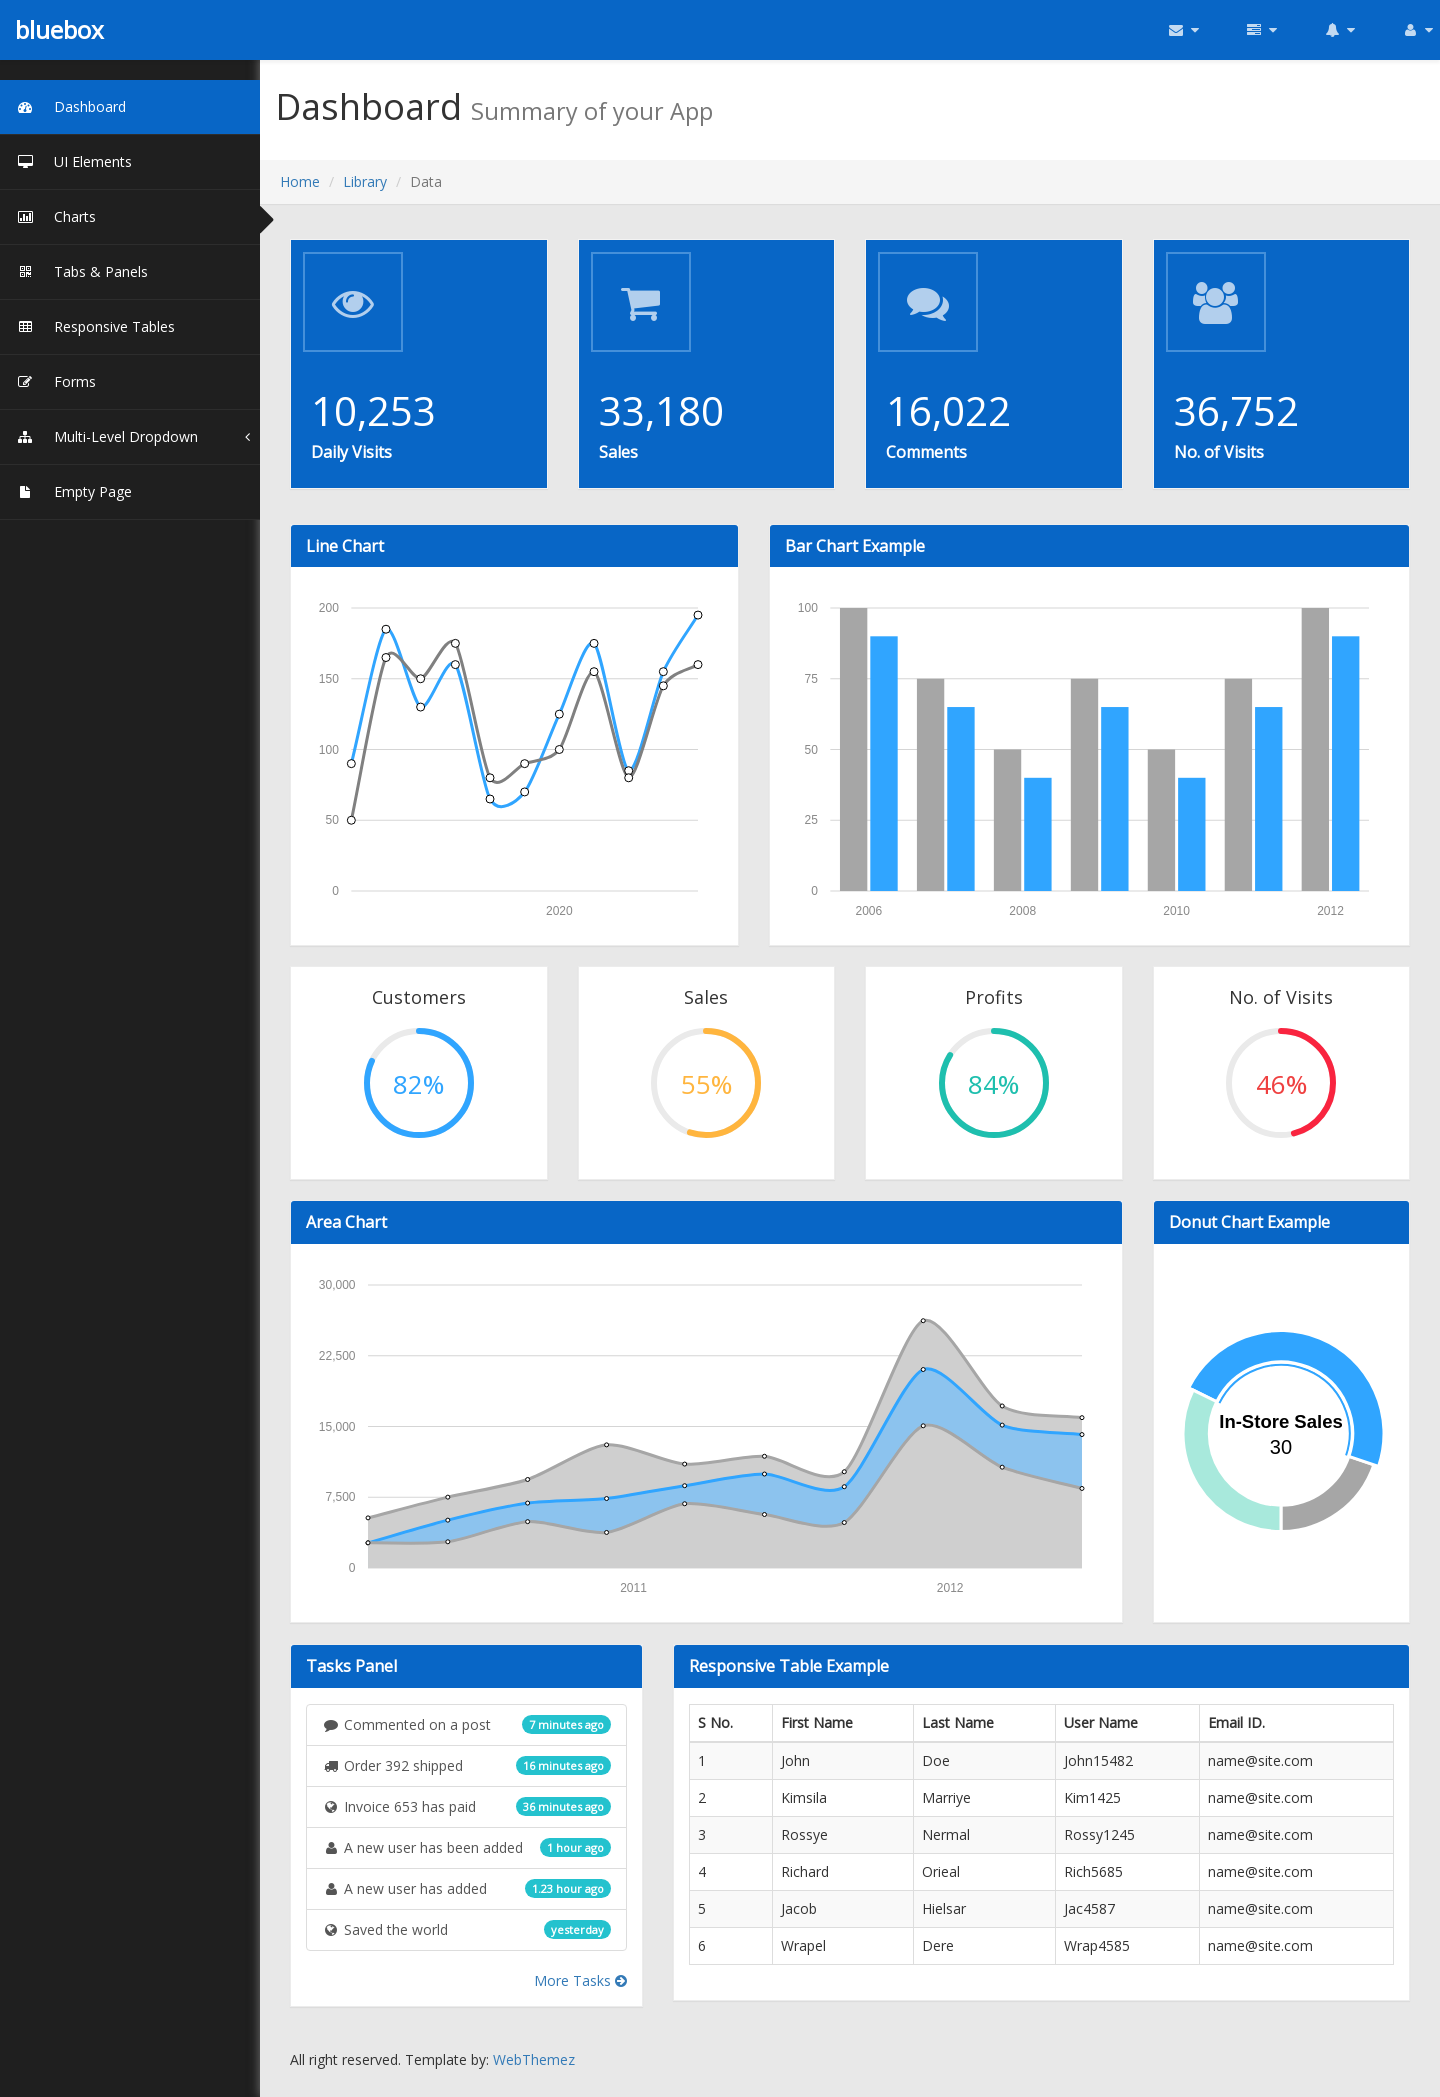 bluebox
Dashboard
UI Elements
Charts
Tabs & Panels
Responsive Tables
Forms
Multi-Level Dropdown
Empty Page
Dashboard Summary of your App
Home / Library / Data
10,253
Daily Visits
33,180
Sales
16,022
Comments
36,752
No. of Visits
Line Chart
200
150
100
50
0
2020
Bar Chart Example
100
75
50
25
0
2006 2008 2010 2012
Customers
82%
Sales
55%
Profits
84%
No. of Visits
46%
Area Chart
30,000
22,500
15,000
7,500
0
2011 2012
Donut Chart Example
In-Store Sales
30
Tasks Panel
Commented on a post 7 minutes ago
Order 392 shipped 16 minutes ago
Invoice 653 has paid 36 minutes ago
A new user has been added 1 hour ago
A new user has added 1.23 hour ago
Saved the world yesterday
More Tasks
Responsive Table Example
S No. First Name Last Name User Name Email ID.
1 John Doe John15482 name@site.com
2 Kimsila Marriye Kim1425 name@site.com
3 Rossye Nermal Rossy1245 name@site.com
4 Richard Orieal Rich5685 name@site.com
5 Jacob Hielsar Jac4587 name@site.com
6 Wrapel Dere Wrap4585 name@site.com
All right reserved. Template by: WebThemez